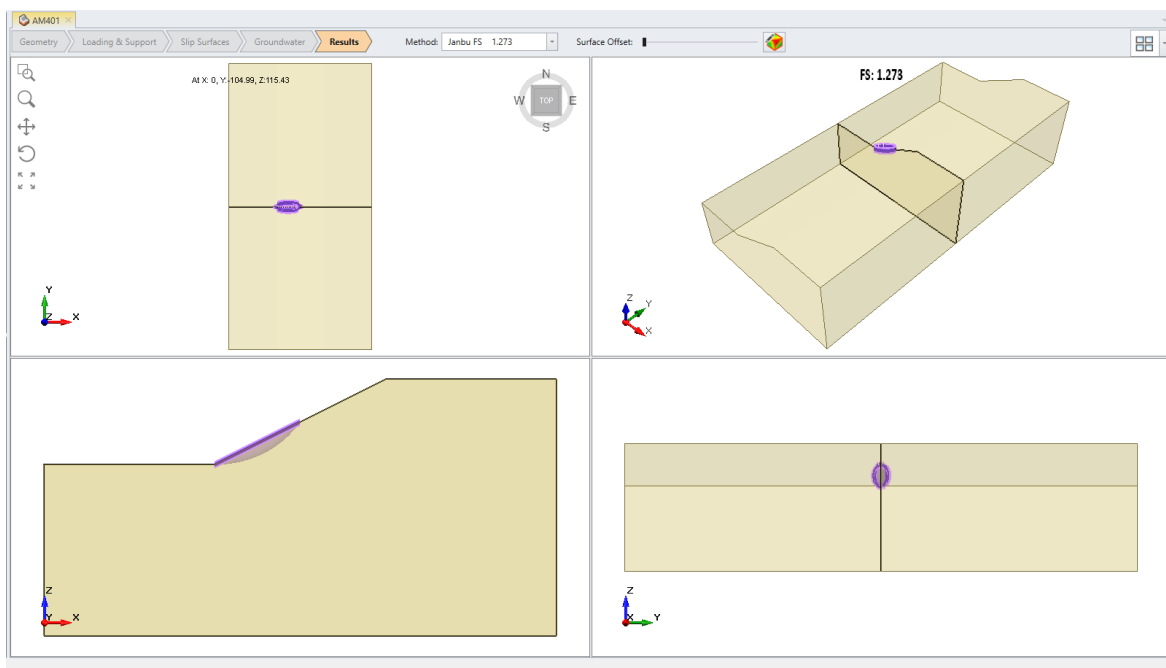 AM401
Geometry Loading & Support Slip Surfaces Groundwater Results Method: Janbu FS 1.273 Surface Offset:
At X: 0, Y:-104.99, Z:115.43
N
W TOP E
S
Y
Z X
FS: 1.273
Z
Y
X
Z
Y X
Z
X Y